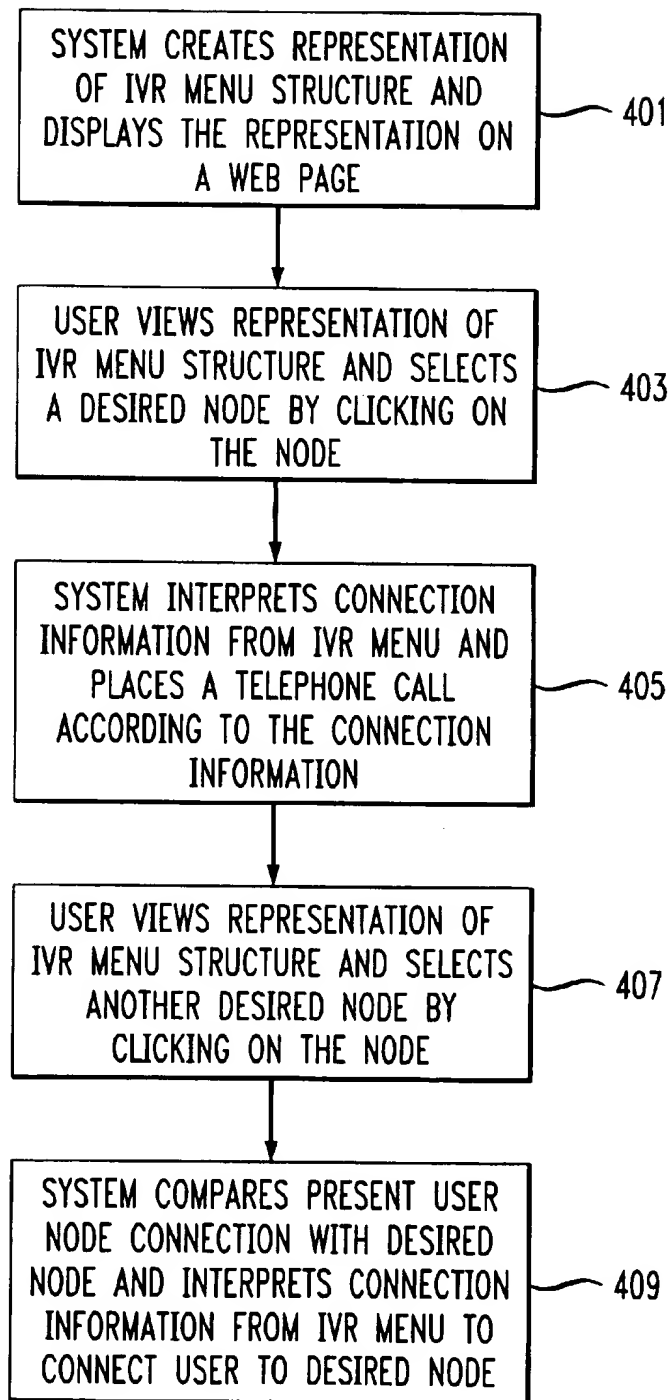 SYSTEM CREATES REPRESENTATION
OF IVR MENU STRUCTURE AND
DISPLAYS THE REPRESENTATION ON
A WEB PAGE
401
USER VIEWS REPRESENTATION OF
IVR MENU STRUCTURE AND SELECTS
A DESIRED NODE BY CLICKING ON
THE NODE
403
SYSTEM INTERPRETS CONNECTION
INFORMATION FROM IVR MENU AND
PLACES A TELEPHONE CALL
ACCORDING TO THE CONNECTION
INFORMATION
405
USER VIEWS REPRESENTATION OF
IVR MENU STRUCTURE AND SELECTS
ANOTHER DESIRED NODE BY
CLICKING ON THE NODE
407
SYSTEM COMPARES PRESENT USER
NODE CONNECTION WITH DESIRED
NODE AND INTERPRETS CONNECTION
INFORMATION FROM IVR MENU TO
CONNECT USER TO DESIRED NODE
409